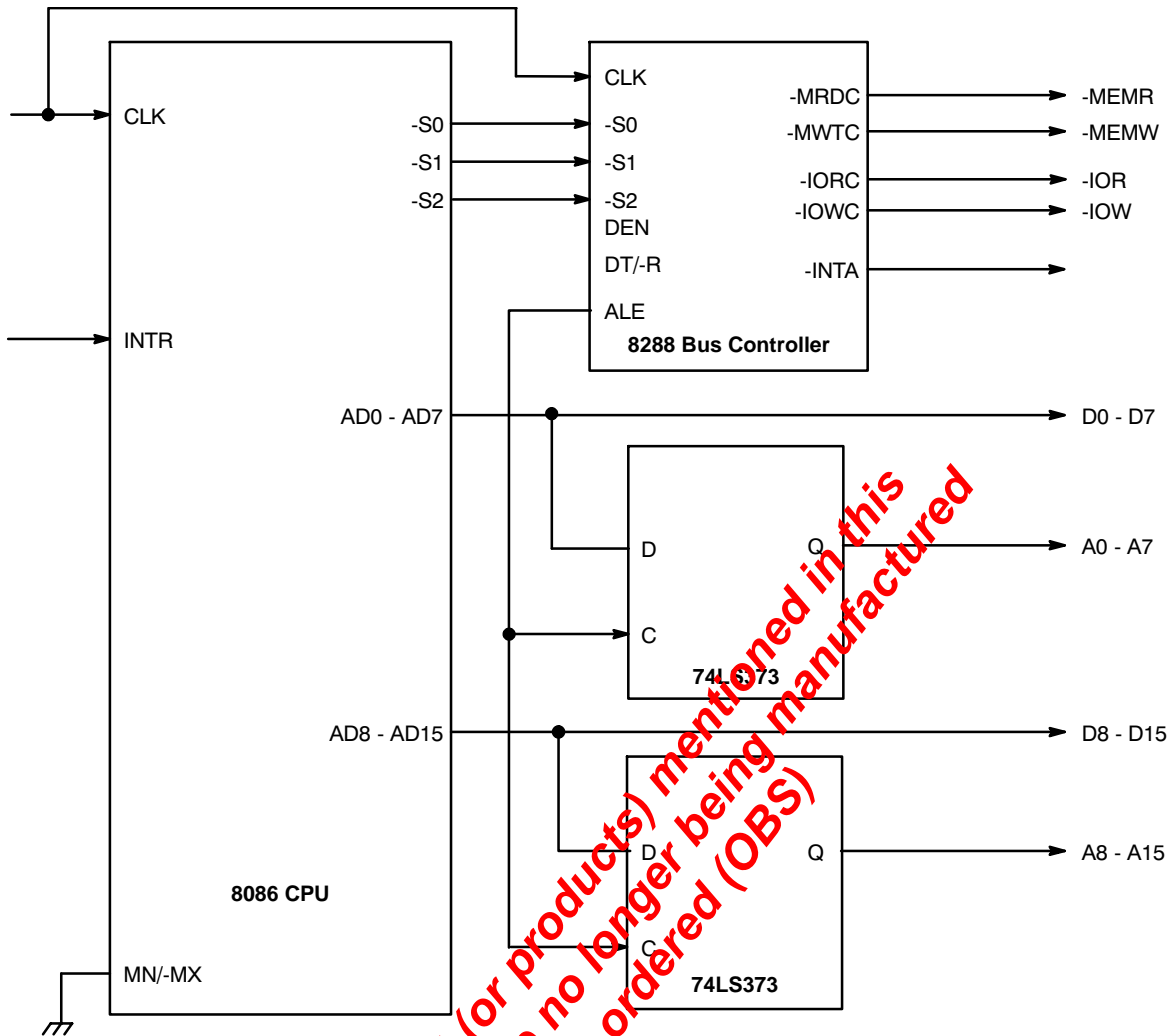 CLK
-S0
-S1
-S2
INTR
AD0 - AD7
AD8 - AD15
8086 CPU
MN/-MX
CLK
-S0
-S1
-S2
DEN
DT/-R
ALE
-MRDC
-MWTC
-IORC
-IOWC
-INTA
8288 Bus Controller
-MEMR
-MEMW
-IOR
-IOW
D0 - D7
D
Q
C
74LS373
A0 - A7
D8 - D15
D
Q
C
74LS373
A8 - A15
(or products) mentioned in this
no longer being manufactured
ordered (OBS)